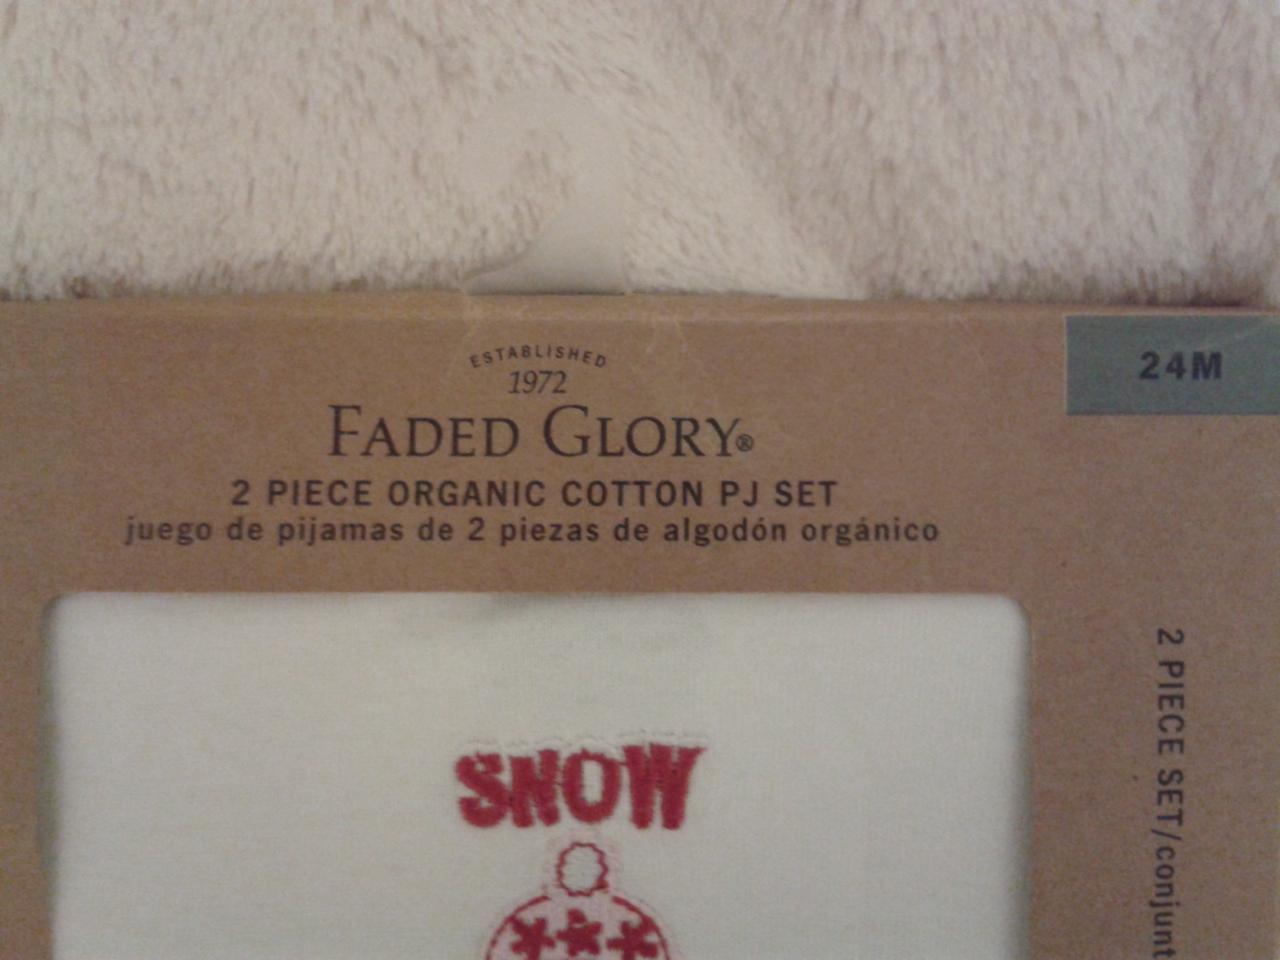 ESTABLISHED
1972
FADED GLORY®
2 PIECE ORGANIC COTTON PJ SET
juego de pijamas de 2 piezas de algodón orgánico
24M
SNOW
2 PIECE SET/conjunt